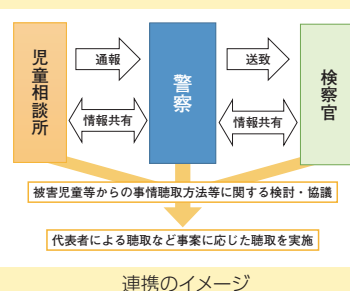 児童相談所
通報
情報共有
警察
送致
情報共有
検察官
被害児童等からの事情聴取方法等に関する検討・協議
代表者による聴取など事案に応じた聴取を実施
連携のイメージ